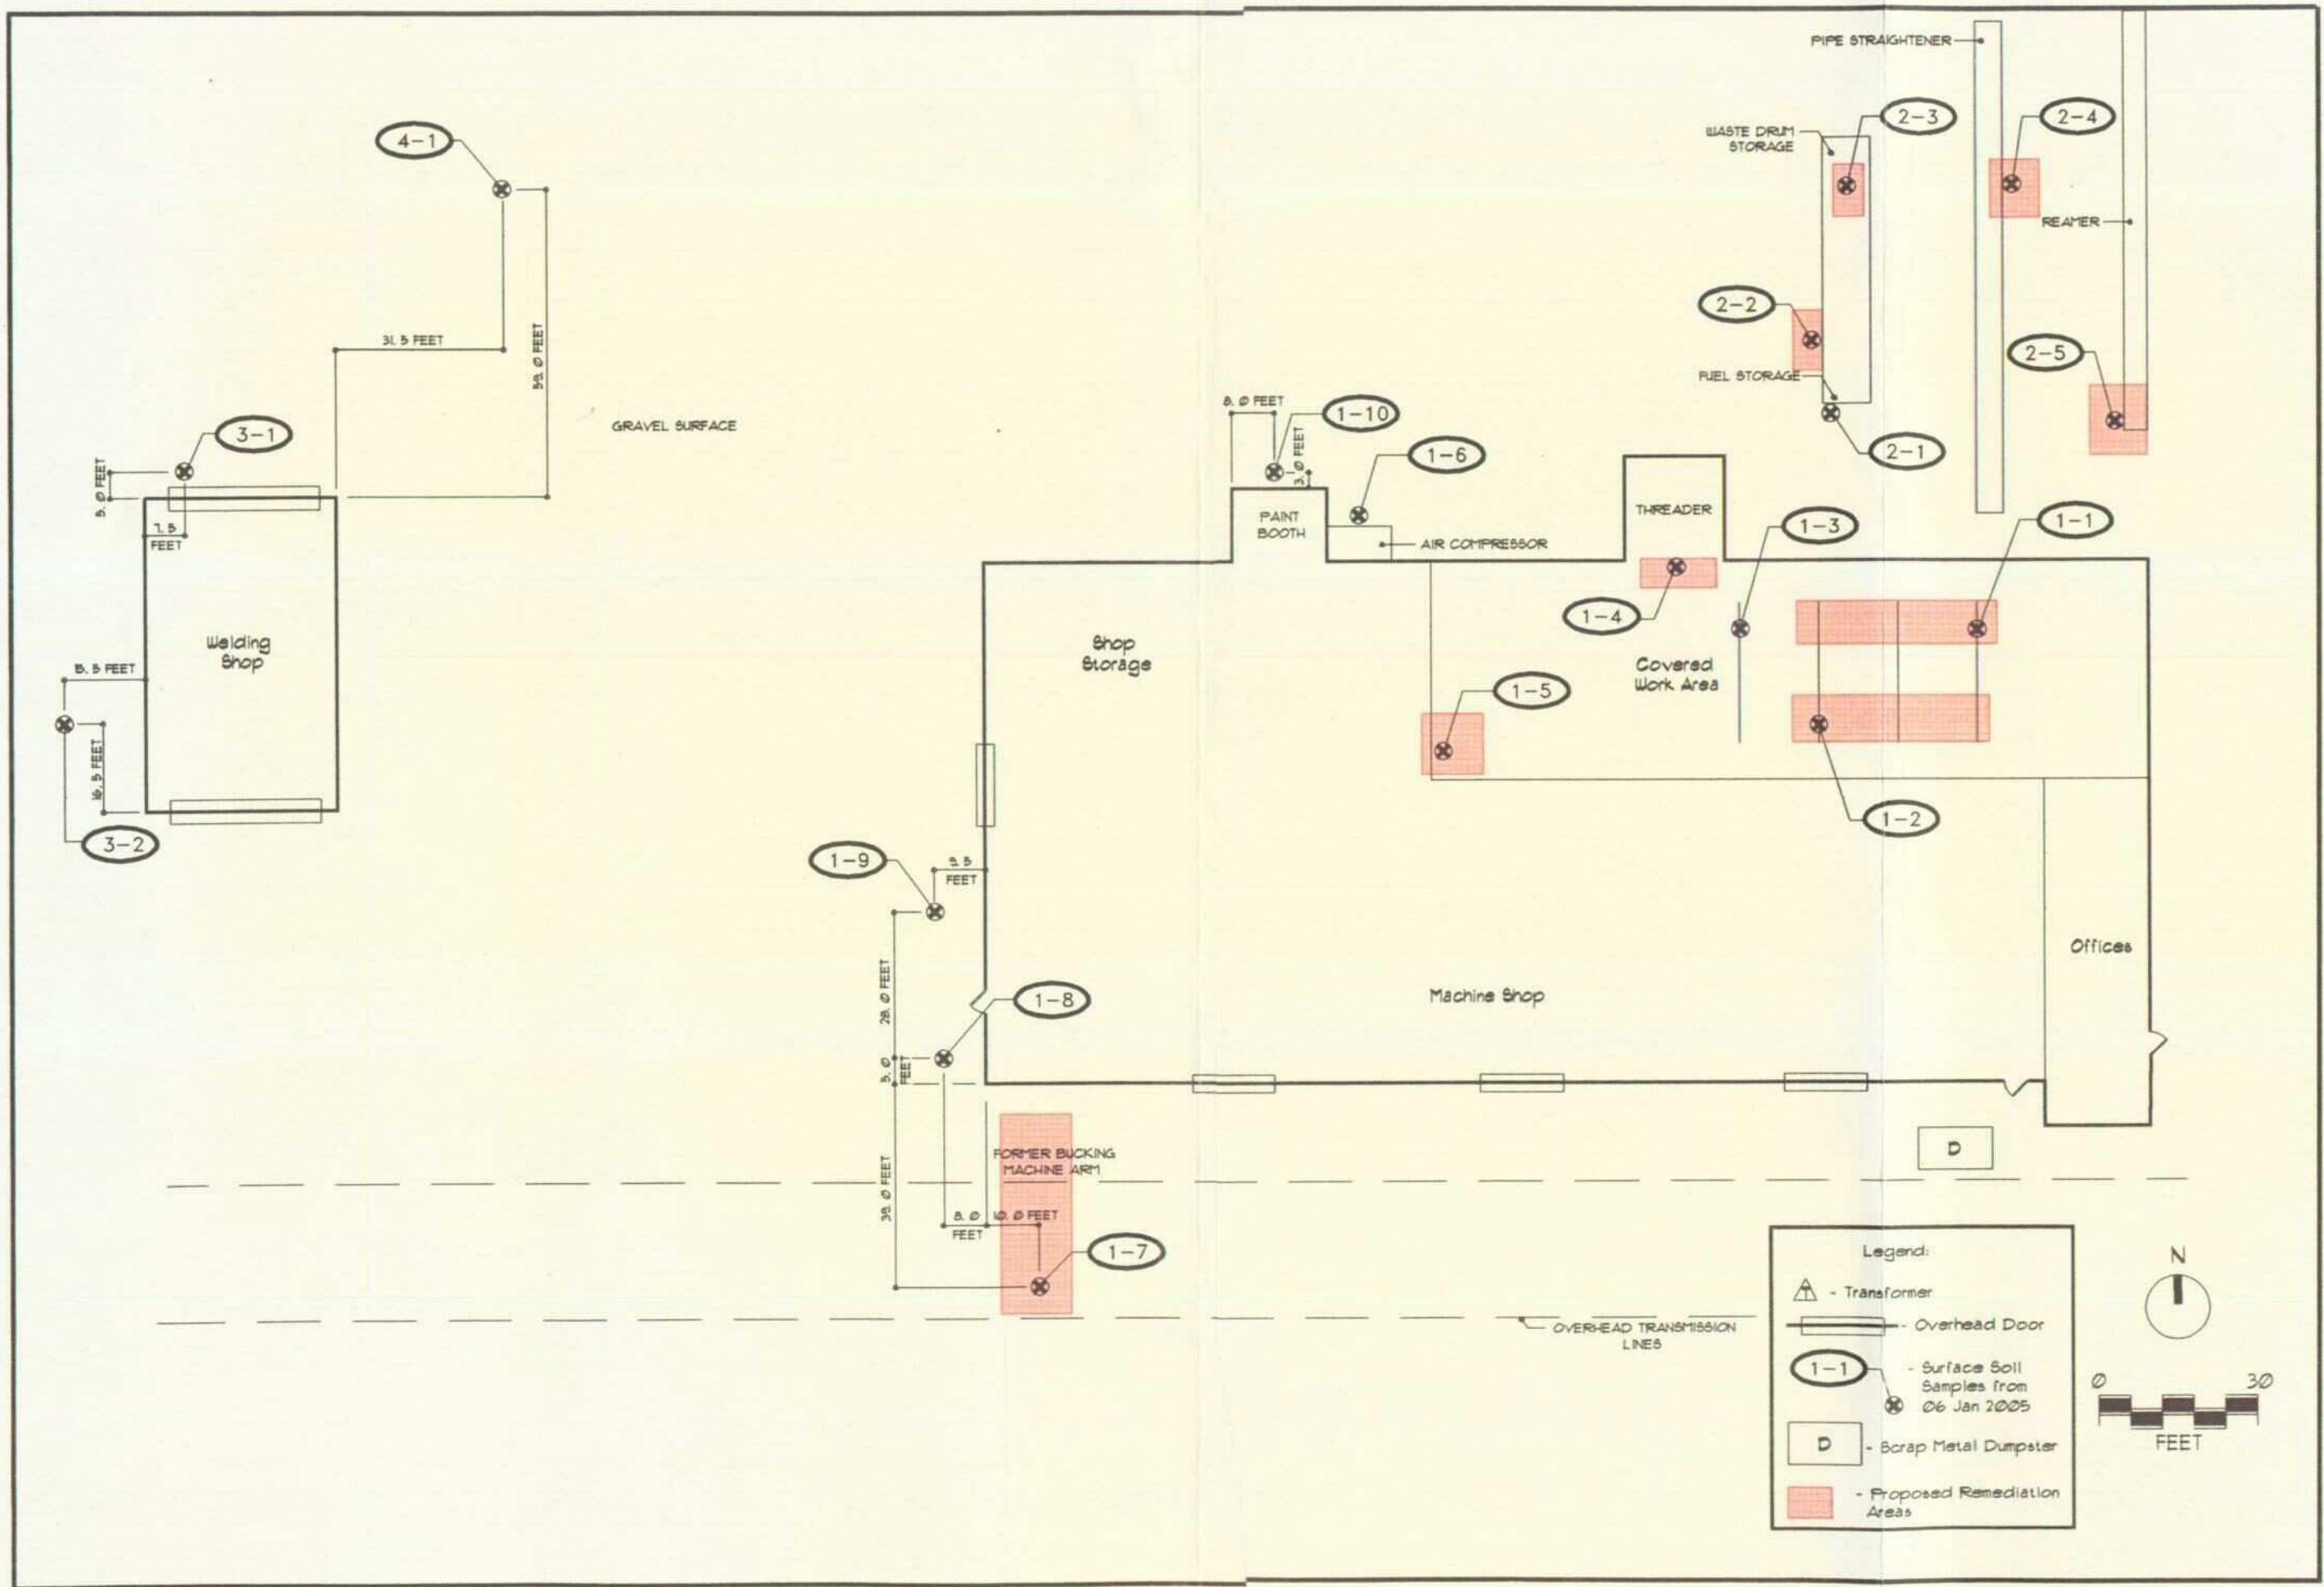 PIPE STRAIGHTENER
2-3
2-4
WASTE DRUM
STORAGE
4-1
REAMER
2-2
31.5 FEET
59.0 FEET
2-5
FUEL STORAGE
8.0 FEET
1-10
GRAVEL SURFACE
3-1
3.0 FEET
1-6
2-1
5.0 FEET
PAINT
BOOTH
THREADER
1-3
1-1
7.5
FEET
AIR COMPRESSOR
1-4
Welding
Shop
Shop
Storage
Covered
Work Area
15.5 FEET
1-5
16.5 FEET
1-2
3-2
1-9
9.5
FEET
28.0 FEET
Offices
Machine Shop
1-8
5.0
FEET
D
FORMER BUCKING
MACHINE ARM
39.0 FEET
8.0
FEET
10.0 FEET
1-7
OVERHEAD TRANSMISSION
LINES
Legend:
- Transformer
- Overhead Door
1-1
- Surface Soil
Samples from
06 Jan 2005
D
- Scrap Metal Dumpster
- Proposed Remediation
Areas
N
0
30
FEET